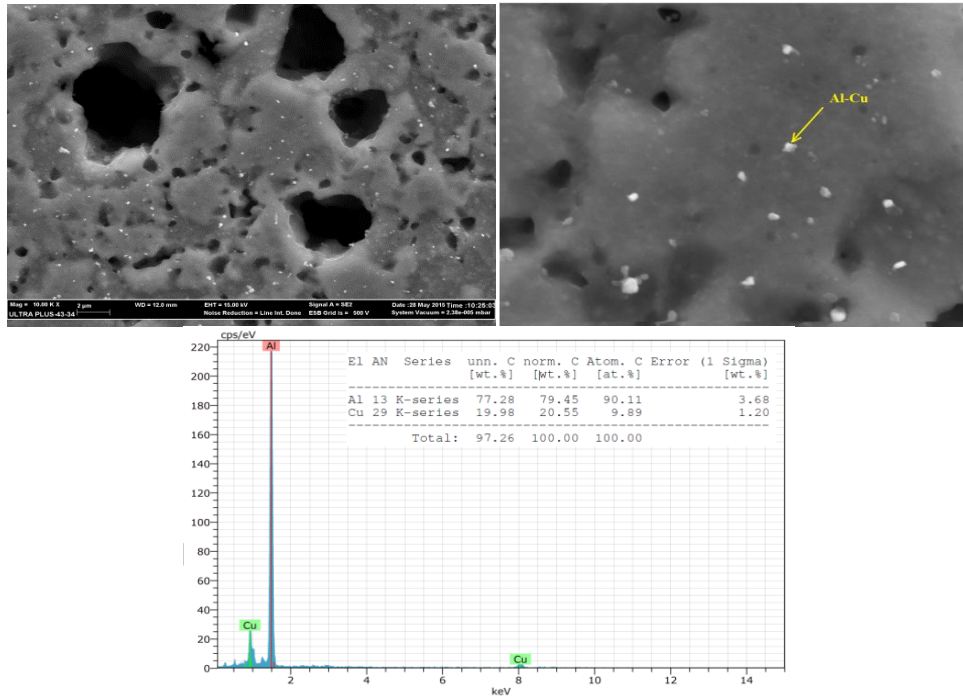 Al-Cu
Mag = 10.00 K X 2 µm WD = 12.0 mm EHT = 15.00 kV Signal A = SE2 Date :28 May 2015 Time :10:25:03
ULTRA PLUS-43-34 Noise Reduction = Line Int. Done ESB Grid is = 500 V System Vacuum = 2.38e-005 mbar
cps/eV
Al
220
200
180
160
140
120
100
80
60
40
20
0
El AN Series unn. C norm. C Atom. C Error (1 Sigma)
[wt.%] [wt.%] [at.%] [wt.%]
Al 13 K-series 77.28 79.45 90.11 3.68
Cu 29 K-series 19.98 20.55 9.89 1.20
Total: 97.26 100.00 100.00
Cu
Cu
2 4 6 8 10 12 14
keV